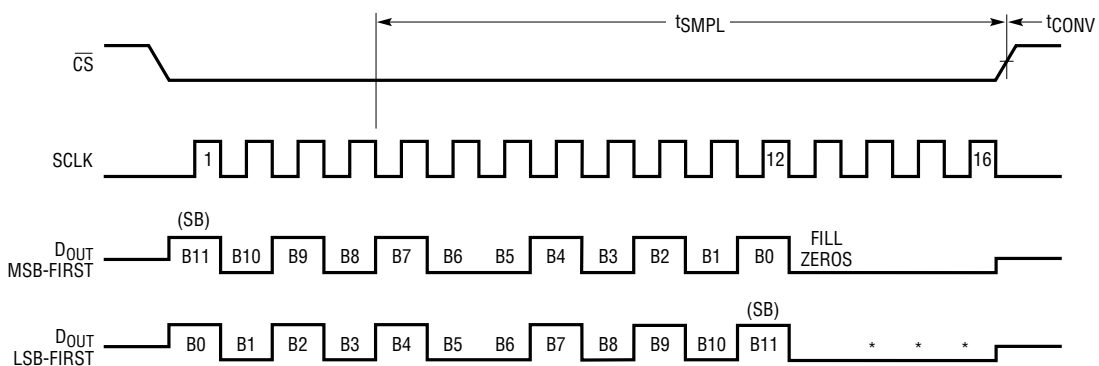 tSMPL
tCONV
CS
SCLK
1
12
16
(SB)
DOUT
MSB-FIRST
B11 B10 B9 B8 B7 B6 B5 B4 B3 B2 B1 B0
FILL
ZEROS
(SB)
DOUT
LSB-FIRST
B0 B1 B2 B3 B4 B5 B6 B7 B8 B9 B10 B11 * * *